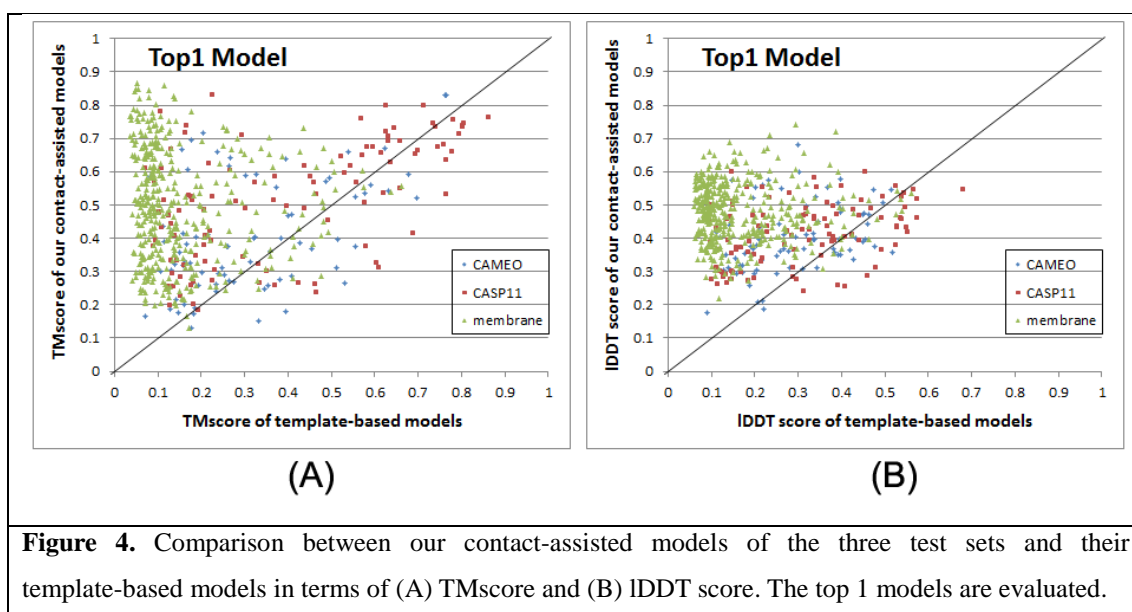 Top1 Model
TMscore of our contact-assisted models
1
0.9
0.8
0.7
0.6
0.5
0.4
0.3
0.2
0.1
0
0 0.1 0.2 0.3 0.4 0.5 0.6 0.7 0.8 0.9 1
CAMEO
CASP11
membrane
TMscore of template-based models
(A)
Top1 Model
lDDT score of our contact-assisted models
1
0.9
0.8
0.7
0.6
0.5
0.4
0.3
0.2
0.1
0
0 0.1 0.2 0.3 0.4 0.5 0.6 0.7 0.8 0.9 1
CAMEO
CASP11
membrane
lDDT score of template-based models
(B)
Figure 4. Comparison between our contact-assisted models of the three test sets and their
template-based models in terms of (A) TMscore and (B) lDDT score. The top 1 models are evaluated.